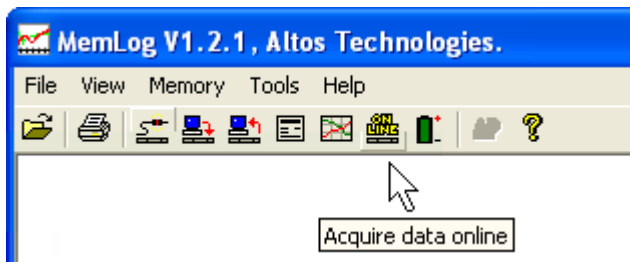 MemLog V1.2.1, Altos Technologies.
File View Memory Tools Help
ON LINE
Acquire data online